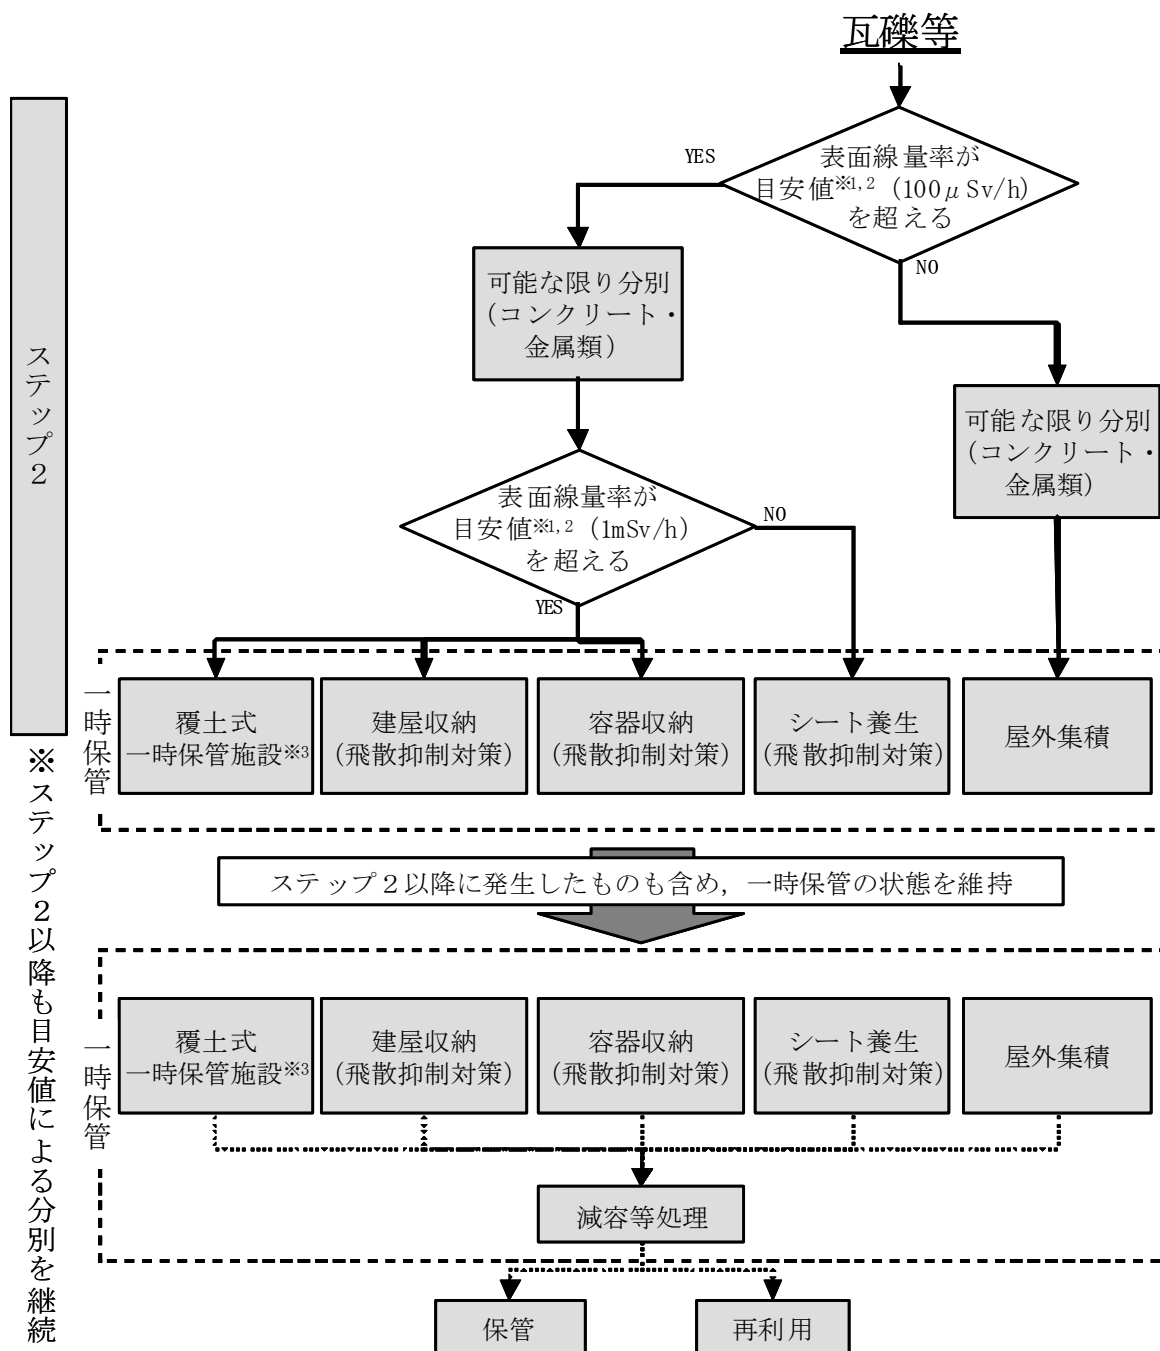 瓦礫等
表面線量率が
目安値※1,2（100μSv/h）
を超える
YES
NO
可能な限り分別
（コンクリート・
金属類）
可能な限り分別
（コンクリート・
金属類）
表面線量率が
目安値※1,2（1mSv/h）
を超える
NO
YES
ステップ２
※ステップ２以降も目安値による分別を継続
一時保管
覆土式
一時保管施設※3
建屋収納
(飛散抑制対策)
容器収納
(飛散抑制対策)
シート養生
(飛散抑制対策)
屋外集積
ステップ２以降に発生したものも含め，一時保管の状態を維持
一時保管
覆土式
一時保管施設※3
建屋収納
(飛散抑制対策)
容器収納
(飛散抑制対策)
シート養生
(飛散抑制対策)
屋外集積
減容等処理
保管
再利用